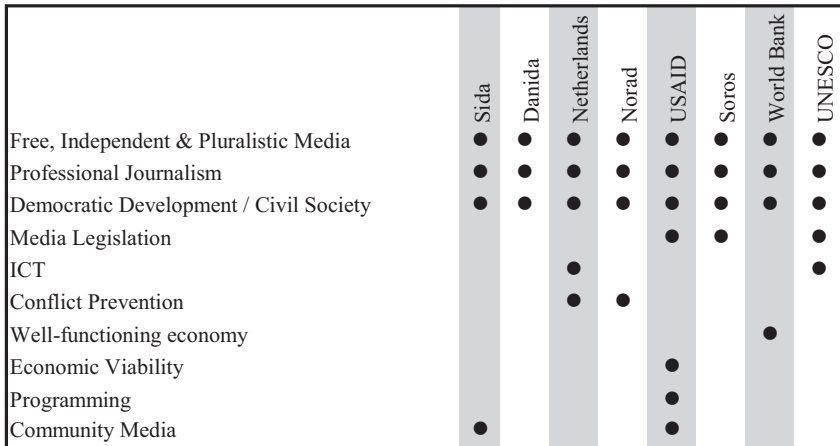 Sida
Danida
Netherlands
Norad
USAID
Soros
World Bank
UNESCO
Free, Independent & Pluralistic Media
Professional Journalism
Democratic Development / Civil Society
Media Legislation
ICT
Conflict Prevention
Well-functioning economy
Economic Viability
Programming
Community Media